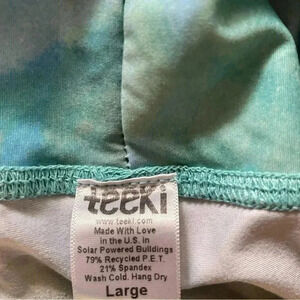 teeki
www.teeki.com
Made With Love
in the U.S. in
Solar Powered Buildings
79% Recycled P.E.T.
21% Spandex
Wash Cold. Hang Dry
Large